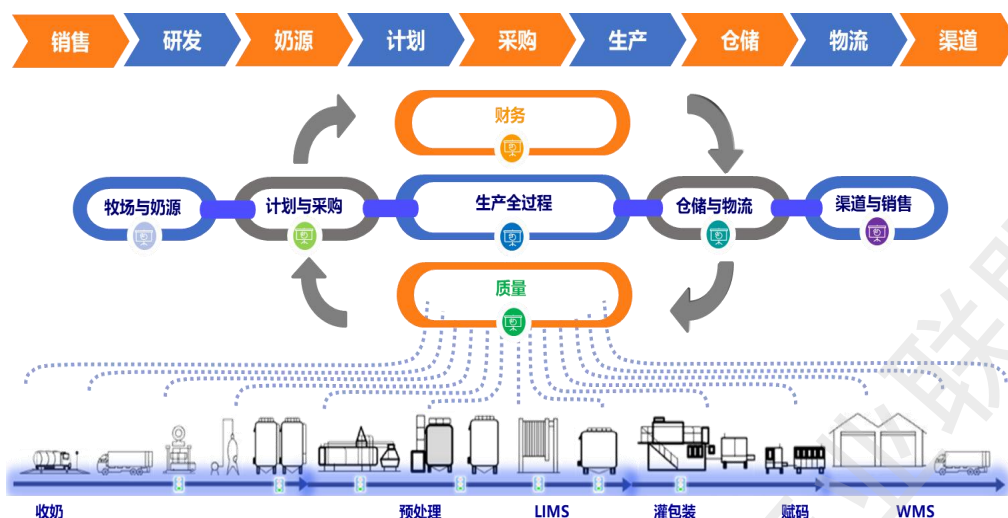 销售 研发 奶源 计划 采购 生产 仓储 物流 渠道
财务
牧场与奶源 计划与采购 生产全过程 仓储与物流 渠道与销售
质量
收奶 预处理 LIMS 灌包装 赋码 WMS
业联